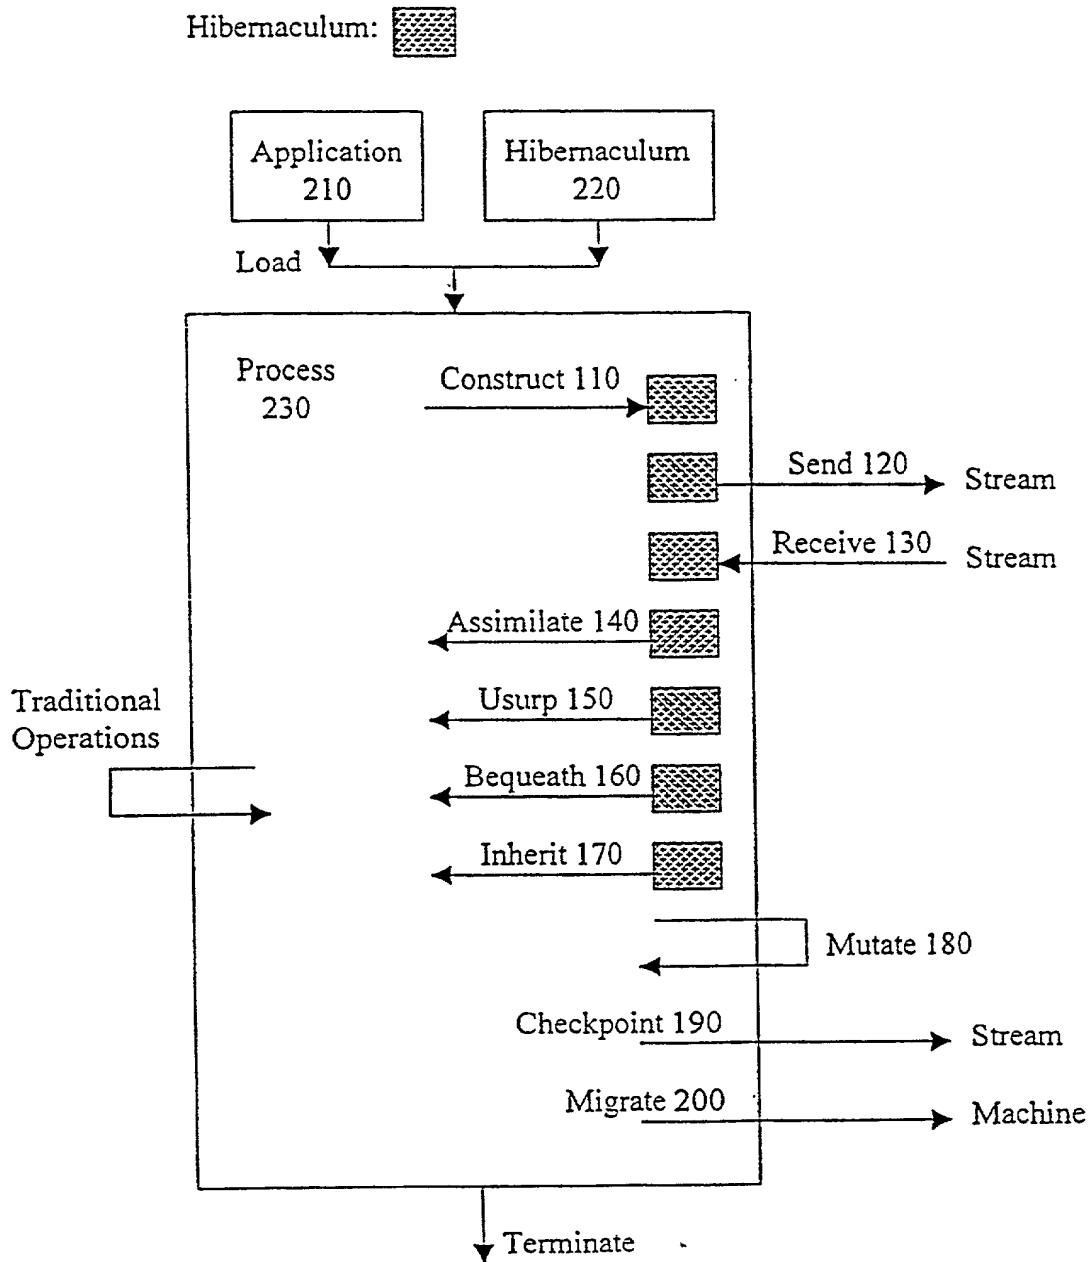 Hibernaculum:
Application
210
Hibernaculum
220
Load
Process
230
Construct 110
Send 120
Stream
Receive 130
Stream
Assimilate 140
Usurp 150
Traditional
Operations
Bequeath 160
Inherit 170
Mutate 180
Checkpoint 190
Stream
Migrate 200
Machine
Terminate